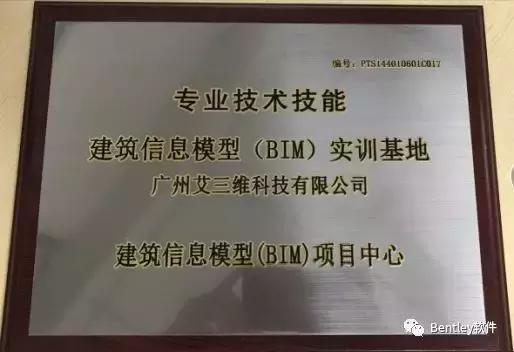 编号：PTS144010601C017
专业技术技能
建筑信息模型（BIM）实训基地
广州艾三维科技有限公司
建筑信息模型(BIM)项目中心
Bentley软件